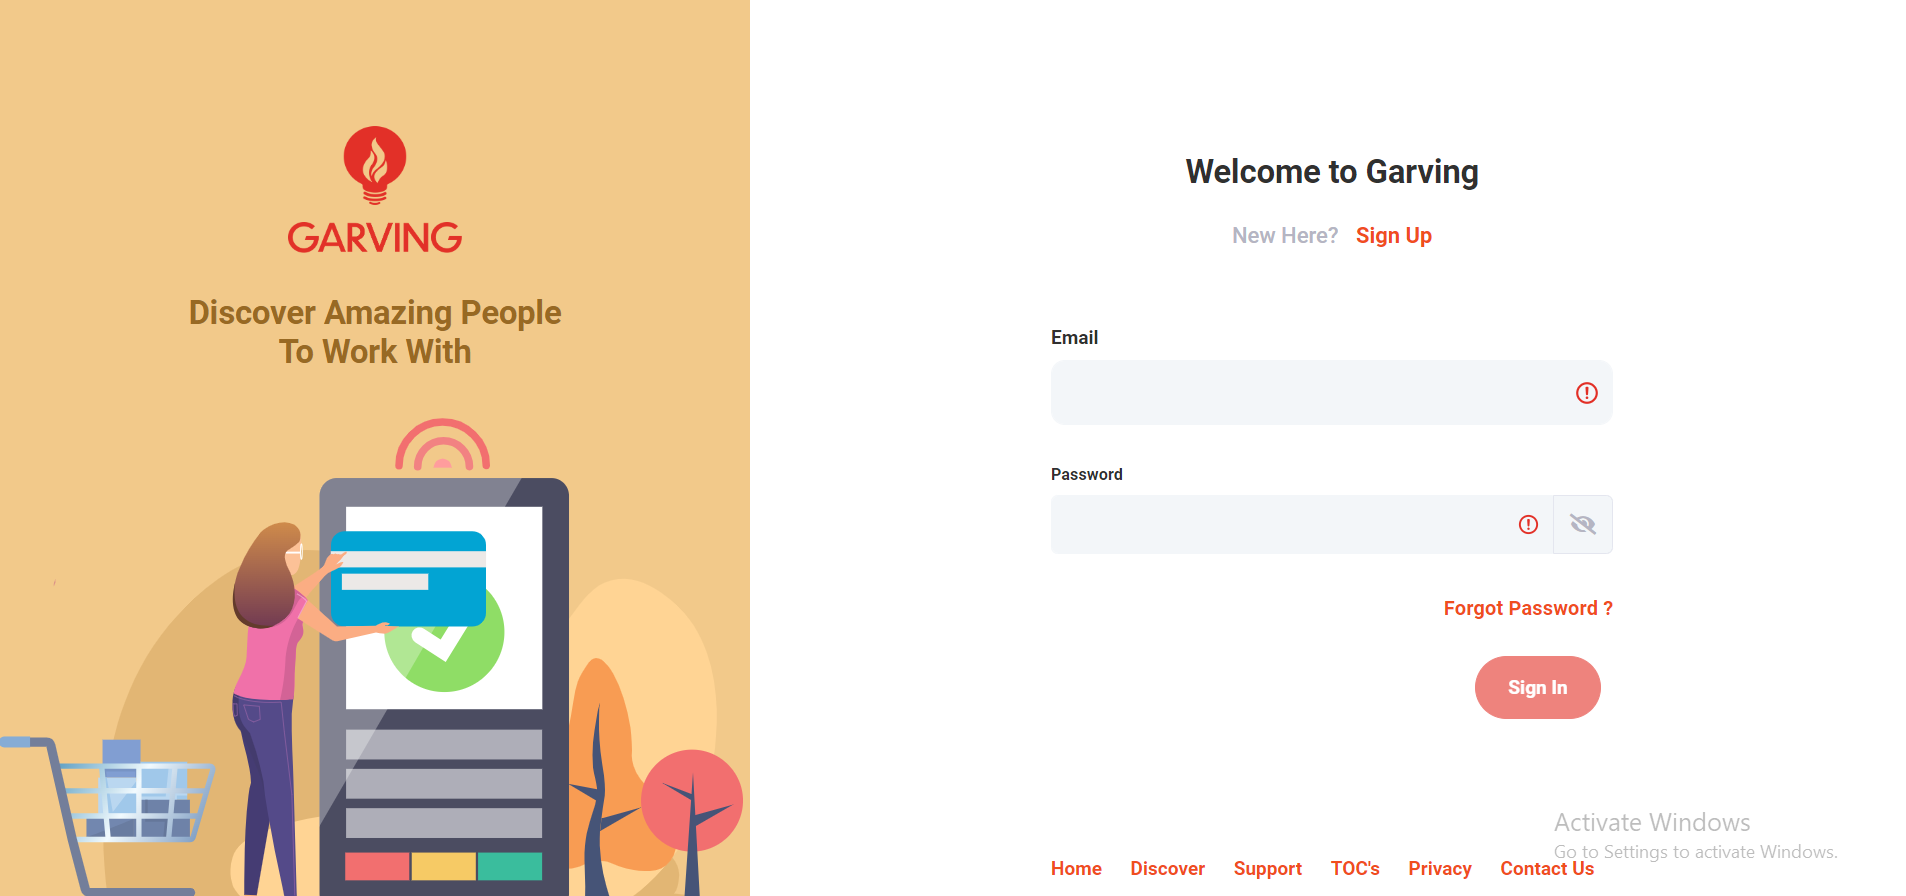 GARVING
Discover Amazing People
To Work With
Welcome to Garving
New Here? Sign Up
Email
Password
Forgot Password ?
Sign In
Activate Windows
Go to Settings to activate Windows.
Home Discover Support TOC's Privacy Contact Us